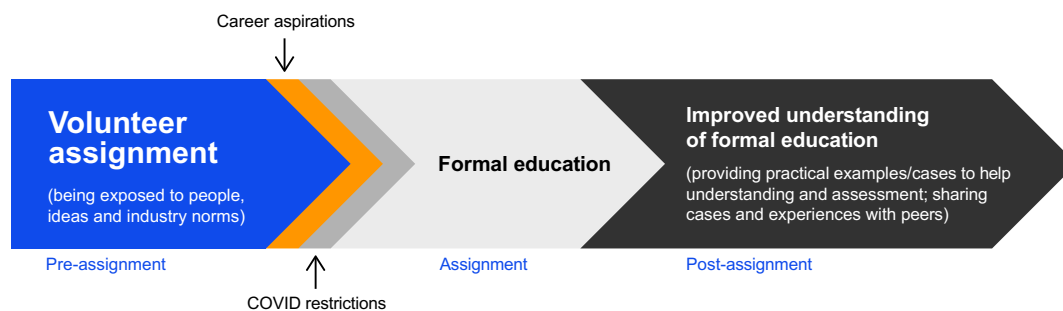 Career aspirations
Volunteer
assignment
(being exposed to people,
ideas and industry norms)
Formal education
Improved understanding
of formal education
(providing practical examples/cases to help
understanding and assessment; sharing
cases and experiences with peers)
Pre-assignment
Assignment
Post-assignment
COVID restrictions